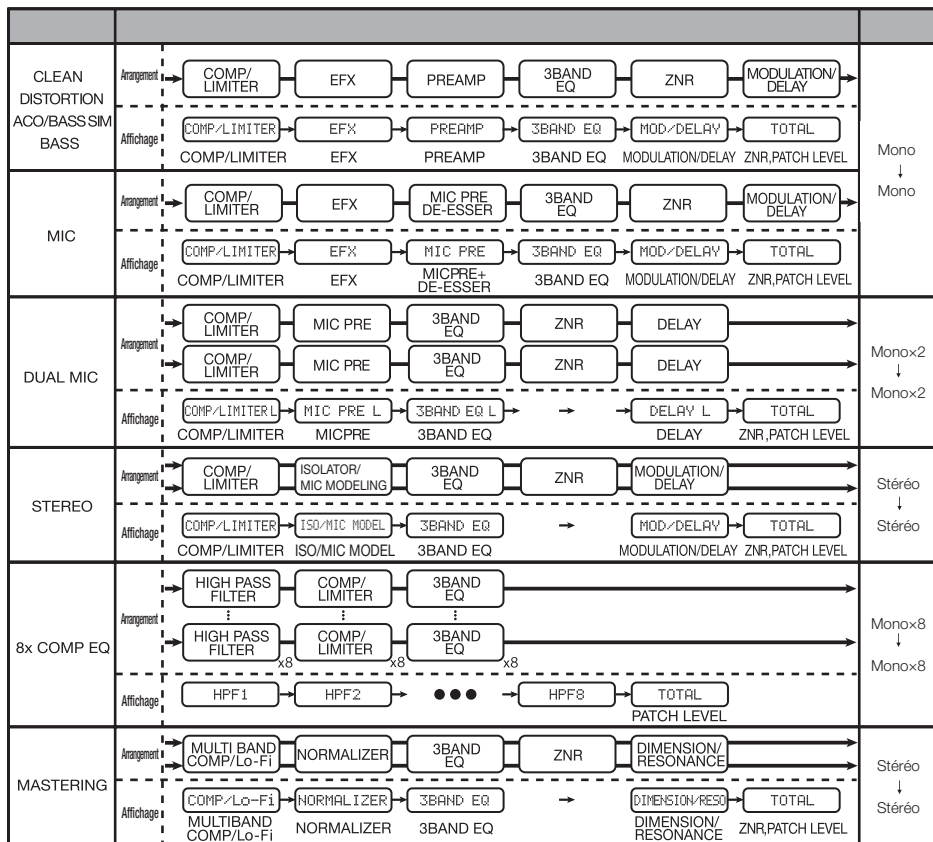 CLEAN
DISTORTION
ACO/BASS SIM
BASS
Arrangement
COMP/
LIMITER
EFX
PREAMP
3BAND
EQ
ZNR
MODULATION/
DELAY
Affichage
COMP/LIMITER
EFX
PREAMP
3BAND EQ
MOD/DELAY
TOTAL
COMP/LIMITER
EFX
PREAMP
3BAND EQ
MODULATION/DELAY
ZNR,PATCH LEVEL
Mono
↓
Mono
MIC
Arrangement
COMP/
LIMITER
EFX
MIC PRE
DE-ESSER
3BAND
EQ
ZNR
MODULATION/
DELAY
Affichage
COMP/LIMITER
EFX
MIC PRE
3BAND EQ
MOD/DELAY
TOTAL
COMP/LIMITER
EFX
MICPRE+
DE-ESSER
3BAND EQ
MODULATION/DELAY
ZNR,PATCH LEVEL
DUAL MIC
Arrangement
COMP/
LIMITER
MIC PRE
3BAND
EQ
ZNR
DELAY
COMP/
LIMITER
MIC PRE
3BAND
EQ
ZNR
DELAY
Affichage
COMP/LIMITER L
MIC PRE L
3BAND EQ L
DELAY L
TOTAL
COMP/LIMITER
MICPRE
3BAND EQ
DELAY
ZNR,PATCH LEVEL
Mono×2
↓
Mono×2
STEREO
Arrangement
COMP/
LIMITER
ISOLATOR/
MIC MODELING
3BAND
EQ
ZNR
MODULATION/
DELAY
Affichage
COMP/LIMITER
ISO/MIC MODEL
3BAND EQ
MOD/DELAY
TOTAL
COMP/LIMITER
ISO/MIC MODEL
3BAND EQ
MODULATION/DELAY
ZNR,PATCH LEVEL
Stéréo
↓
Stéréo
8x COMP EQ
Arrangement
HIGH PASS
FILTER
COMP/
LIMITER
3BAND
EQ
HIGH PASS
FILTER
x8
COMP/
LIMITER
x8
3BAND
EQ
x8
Affichage
HPF1
HPF2
●●●
HPF8
TOTAL
PATCH LEVEL
Mono×8
↓
Mono×8
MASTERING
Arrangement
MULTI BAND
COMP/Lo-Fi
NORMALIZER
3BAND
EQ
ZNR
DIMENSION/
RESONANCE
Affichage
COMP/Lo-Fi
NORMALIZER
3BAND EQ
DIMENSION/RESO
TOTAL
MULTIBAND
COMP/Lo-Fi
NORMALIZER
3BAND EQ
DIMENSION/
RESONANCE
ZNR,PATCH LEVEL
Stéréo
↓
Stéréo